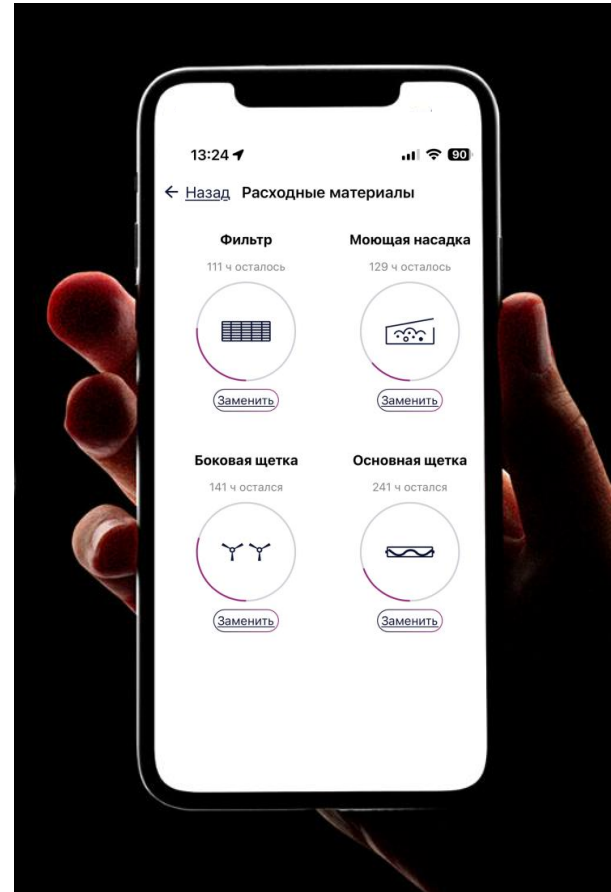 13:24
90
← Назад Расходные материалы
Фильтр
111 ч осталось
Заменить
Моющая насадка
129 ч осталось
Заменить
Боковая щетка
141 ч остался
Заменить
Основная щетка
241 ч остался
Заменить